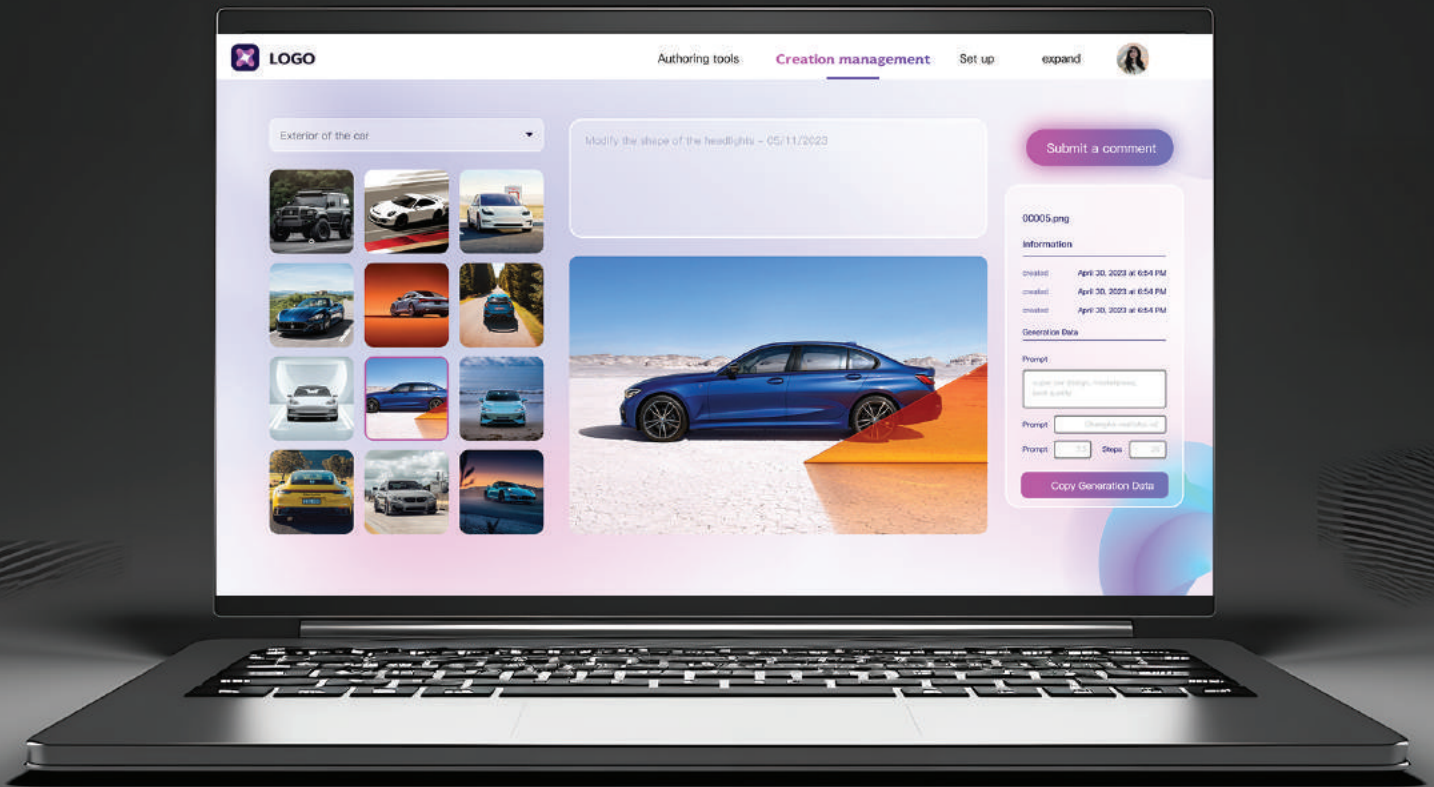 LOGO
Authoring tools
Creation management
Set up
expand
Exterior of the car
Modify the shape of the headlights - 05/11/2023
Submit a comment
00005.png
Information
created April 30, 2023 at 6:54 PM
created April 30, 2023 at 6:54 PM
created April 30, 2023 at 6:54 PM
Generation Data
Prompt
best quality
Prompt
Prompt
Steps
Copy Generation Data